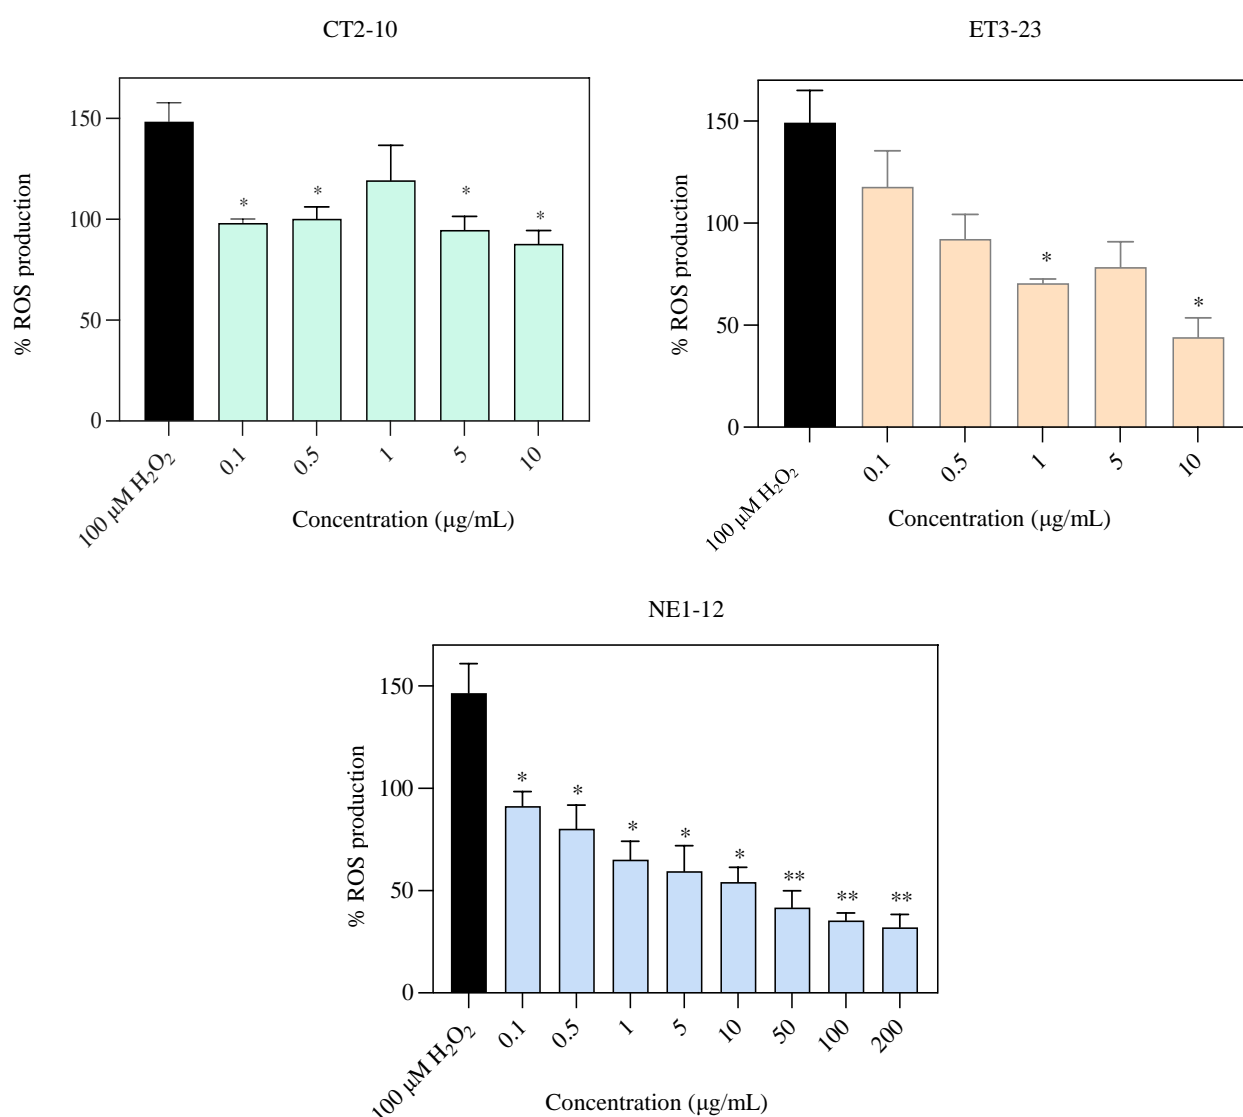 CT2-10
% ROS production
150
100
50
0
* * * *
100 μM H₂O₂ 0.1 0.5 1 5 10
Concentration (μg/mL)
ET3-23
% ROS production
150
100
50
0
* *
100 μM H₂O₂ 0.1 0.5 1 5 10
Concentration (μg/mL)
NE1-12
% ROS production
150
100
50
0
* * * * * ** ** **
100 μM H₂O₂ 0.1 0.5 1 5 10 50 100 200
Concentration (μg/mL)